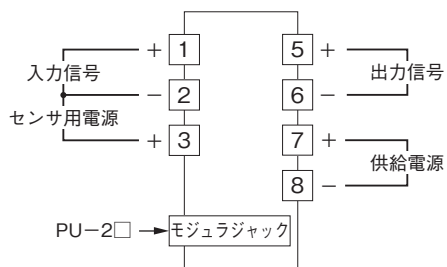 + 1
入力信号
- 2
センサ用電源
+ 3
5 +
出力信号
6 -
7 +
供給電源
8 -
PU-2□
モジュラジャック